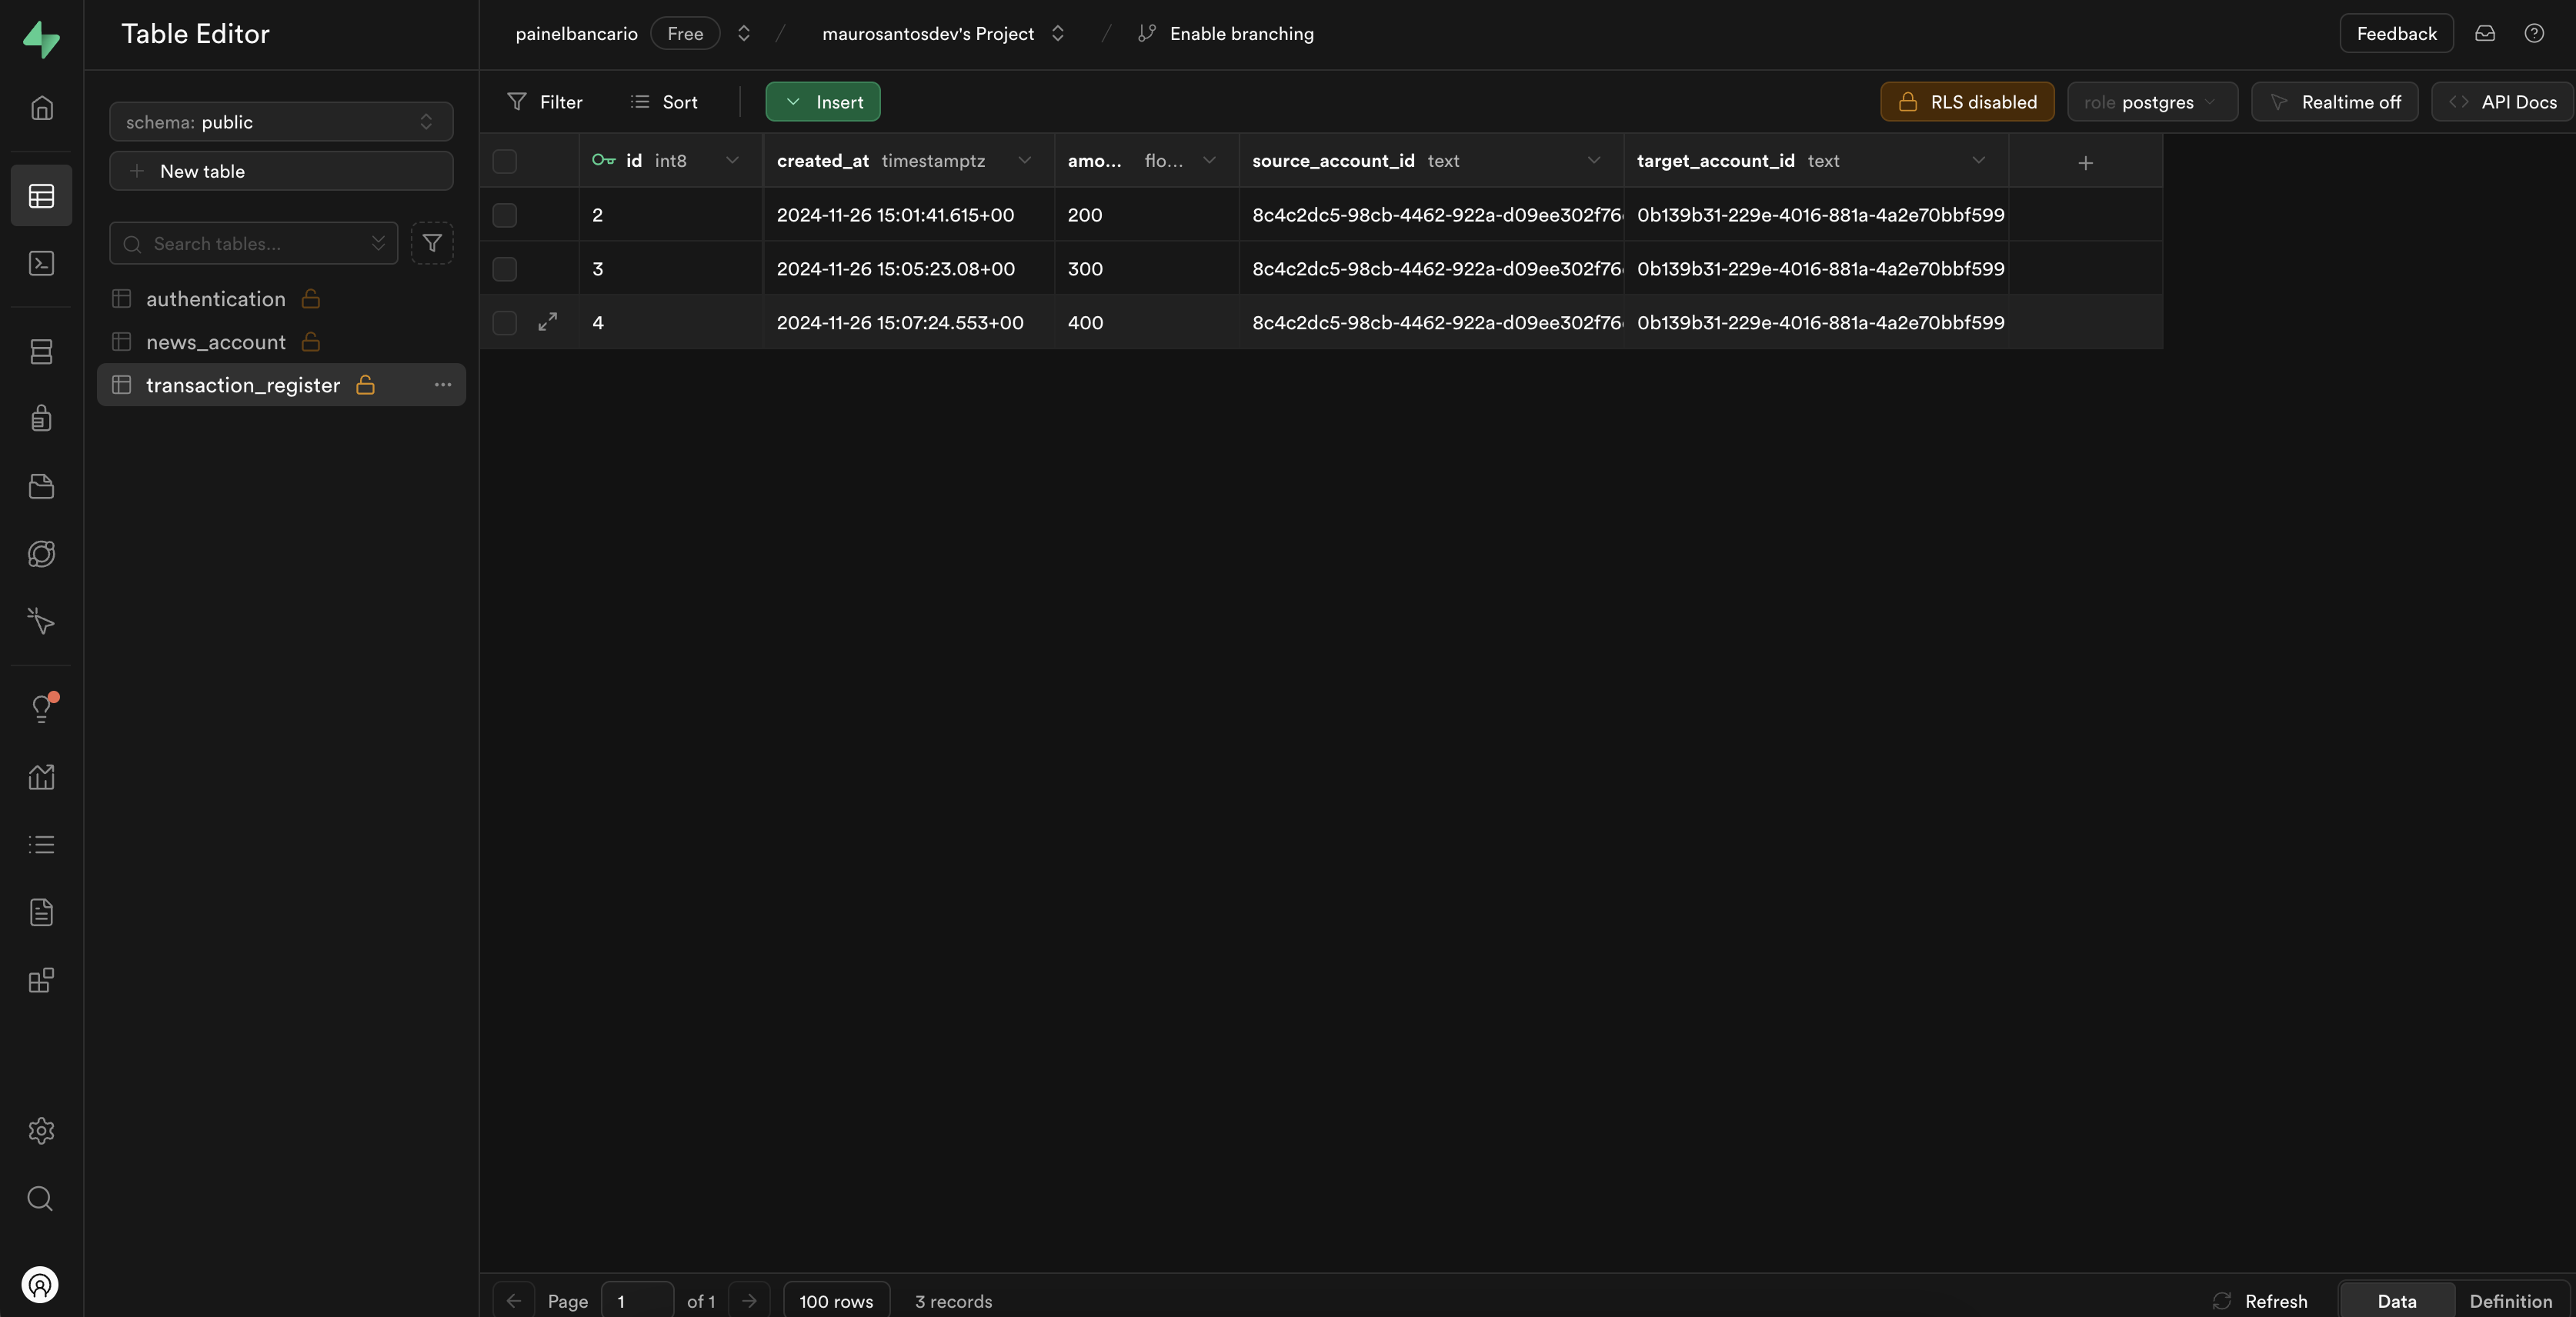 Table Editor
painelbancario Free / maurosantosdev's Project / Enable branching
Feedback
schema: public
New table
Search tables...
authentication
news_account
transaction_register
Filter Sort Insert
RLS disabled role postgres Realtime off API Docs
id int8 created_at timestamptz amo... flo... source_account_id text target_account_id text
2 2024-11-26 15:01:41.615+00 200 8c4c2dc5-98cb-4462-922a-d09ee302f76 0b139b31-229e-4016-881a-4a2e70bbf599
3 2024-11-26 15:05:23.08+00 300 8c4c2dc5-98cb-4462-922a-d09ee302f76 0b139b31-229e-4016-881a-4a2e70bbf599
4 2024-11-26 15:07:24.553+00 400 8c4c2dc5-98cb-4462-922a-d09ee302f76 0b139b31-229e-4016-881a-4a2e70bbf599
Page 1 of 1 100 rows 3 records
Refresh Data Definition